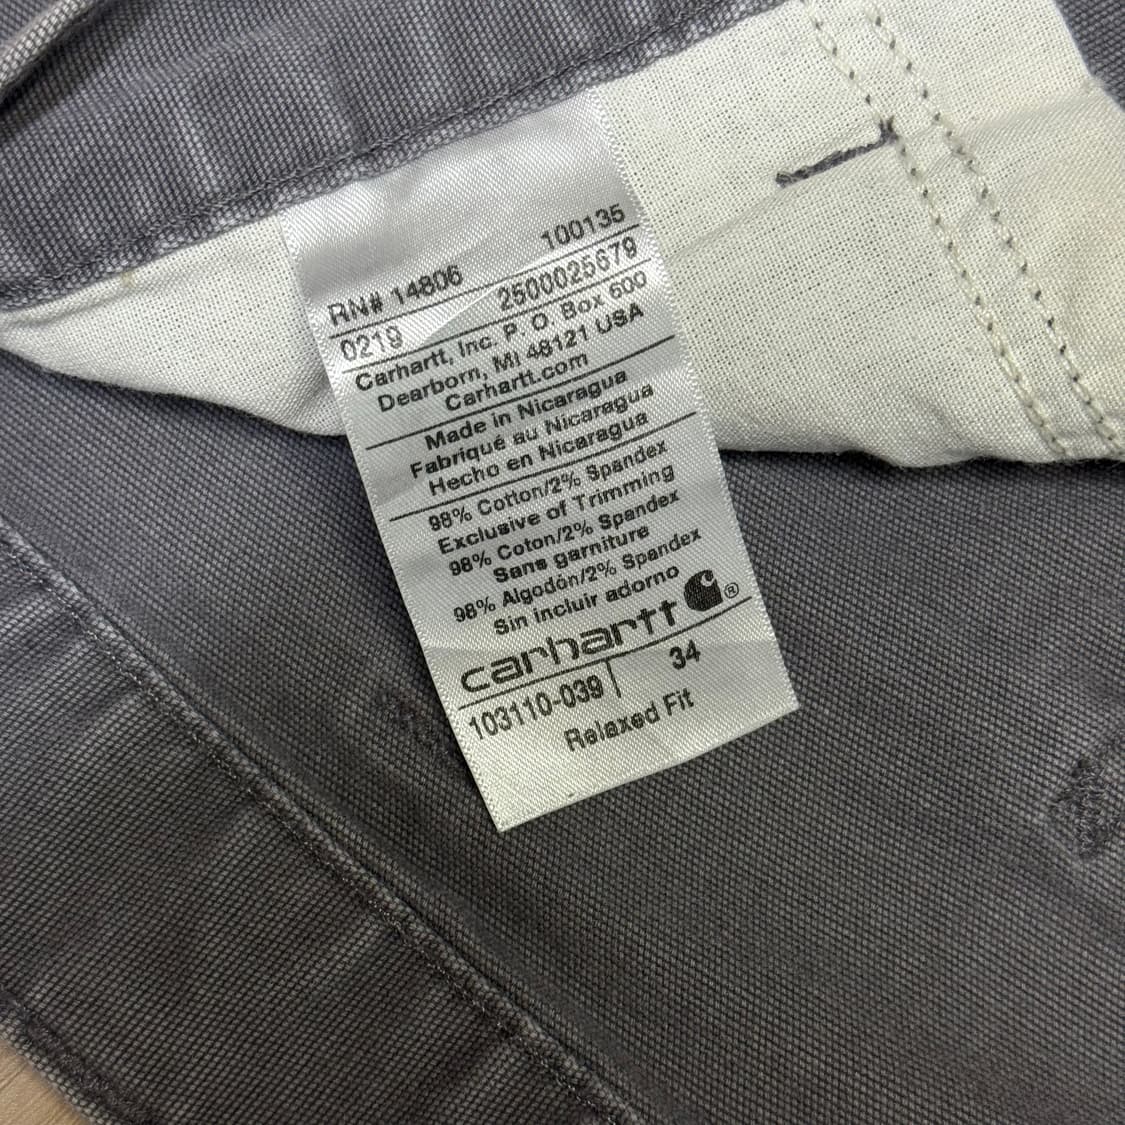 RN# 14806 100135
0219 2500025679
Carhartt, Inc. P. O. Box 600
Dearborn, MI 48121 USA
Carhartt.com
Made in Nicaragua
Fabriqué au Nicaragua
Hecho en Nicaragua
98% Cotton/2% Spandex
Exclusive of Trimming
98% Coton/2% Spandex
Sans garniture
98% Algodón/2% Spandex
Sin incluir adorno
carhartt ®
103110-039 34
Relaxed Fit